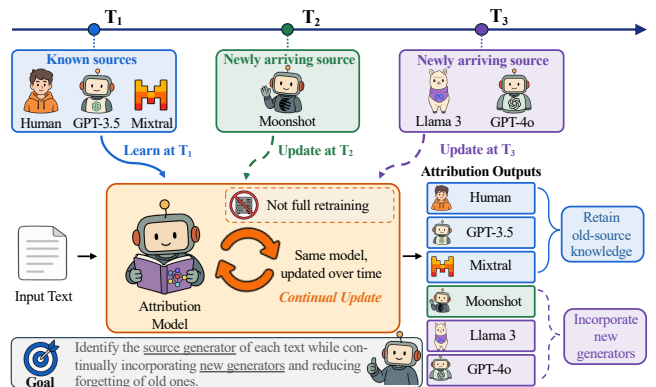 T1
T2
T3
Known sources
Human
GPT-3.5
Mixtral
Newly arriving source
Moonshot
Newly arriving source
Llama 3
GPT-4o
Learn at T1
Update at T2
Update at T3
Input Text
Attribution
Model
Not full retraining
Same model,
updated over time
Continual Update
Attribution Outputs
Human
GPT-3.5
Mixtral
Moonshot
Llama 3
GPT-4o
Retain
old-source
knowledge
Incorporate
new
generators
Goal
Identify the source generator of each text while con-
tinually incorporating new generators and reducing
forgetting of old ones.